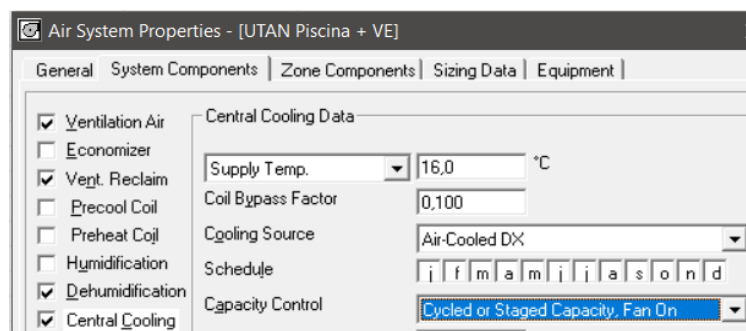 Air System Properties - [UTAN Piscina + VE]
General System Components Zone Components Sizing Data Equipment
Ventilation Air
Economizer
Vent. Reclaim
Precool Coil
Preheat Coil
Humidification
Dehumidification
Central Cooling
Central Cooling Data
Supply Temp. 16,0 °C
Coil Bypass Factor 0,100
Cooling Source Air-Cooled DX
Schedule j f m a m j j a s o n d
Capacity Control Cycled or Staged Capacity, Fan On